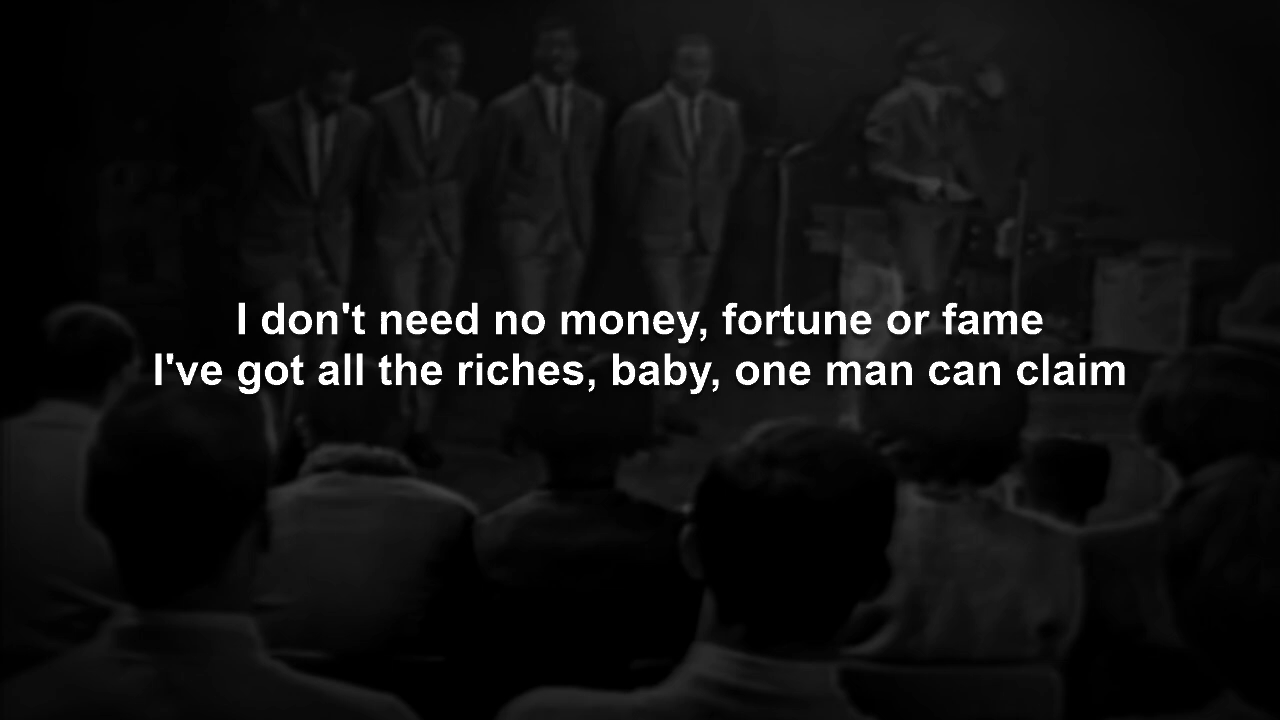 I don't need no money, fortune or fame
I've got all the riches, baby, one man can claim